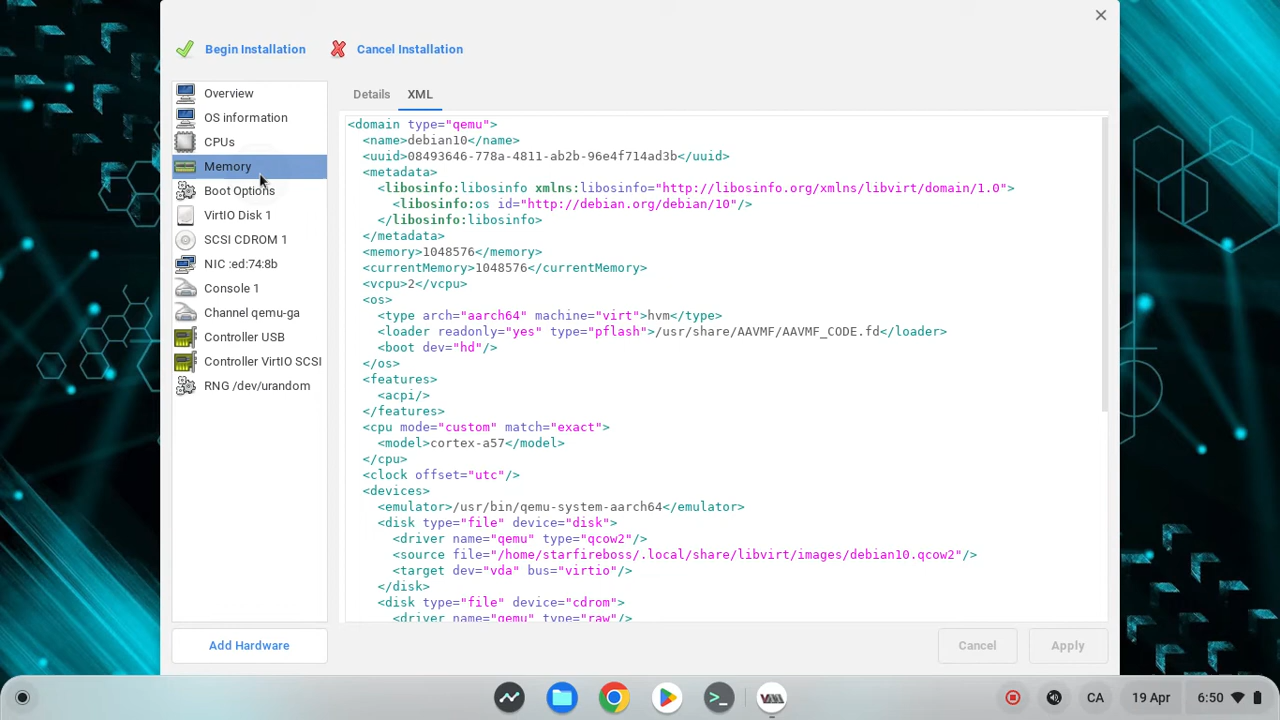 Begin Installation
Cancel Installation
Overview
OS information
CPUs
Memory
Boot Options
VirtIO Disk 1
SCSI CDROM 1
NIC :ed:74:8b
Console 1
Channel qemu-ga
Controller USB
Controller VirtIO SCSI
RNG /dev/urandom
Add Hardware
Details
XML
<domain type="qemu">
<name>debian10</name>
<uuid>08493646-778a-4811-ab2b-96e4f714ad3b</uuid>
<metadata>
<libosinfo:libosinfo xmlns:libosinfo="http://libosinfo.org/xmlns/libvirt/domain/1.0">
<libosinfo:os id="http://debian.org/debian/10"/>
</libosinfo:libosinfo>
</metadata>
<memory>1048576</memory>
<currentMemory>1048576</currentMemory>
<vcpu>2</vcpu>
<os>
<type arch="aarch64" machine="virt">hvm</type>
<loader readonly="yes" type="pflash">/usr/share/AAVMF/AAVMF_CODE.fd</loader>
<boot dev="hd"/>
</os>
<features>
<acpi/>
</features>
<cpu mode="custom" match="exact">
<model>cortex-a57</model>
</cpu>
<clock offset="utc"/>
<devices>
<emulator>/usr/bin/qemu-system-aarch64</emulator>
<disk type="file" device="disk">
<driver name="qemu" type="qcow2"/>
<source file="/home/starfireboss/.local/share/libvirt/images/debian10.qcow2"/>
<target dev="vda" bus="virtio"/>
</disk>
<disk type="file" device="cdrom">
<driver name="qemu" type="raw"/>
Cancel
Apply
CA
19 Apr
6:50